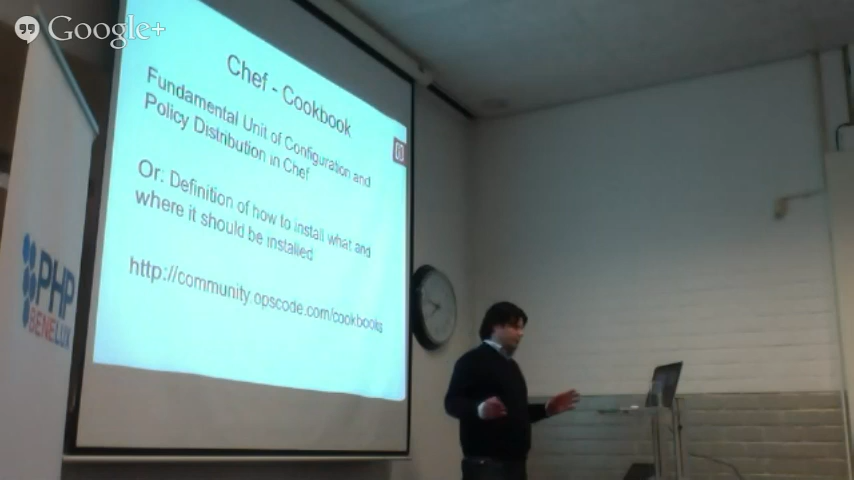 Google+
Chef - Cookbook
Fundamental Unit of Configuration and
Policy Distribution in Chef
Or: Definition of how to install what and
where it should be installed
http://community.opscode.com/cookbooks
PHP
BENELUX